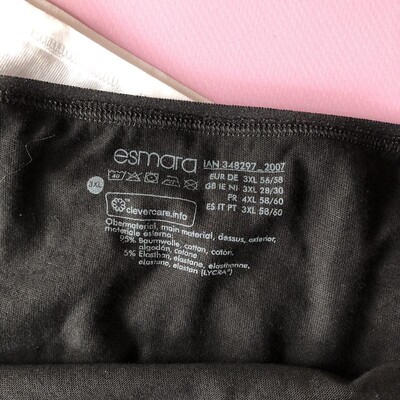 esmara
IAN 348297_2007
EUR DE 3XL 56/58
GB IE NI 3XL 28/30
FR 4XL 58/60
ES IT PT 3XL 58/60
3XL
40
clevercare.info
Obermaterial, main material, dessus, exterior,
materiale esterno:
95% Baumwolle, cotton, coton,
algodón, cotone
5% Elasthan, elastane, élasthanne,
elastano, elastan (LYCRA®)